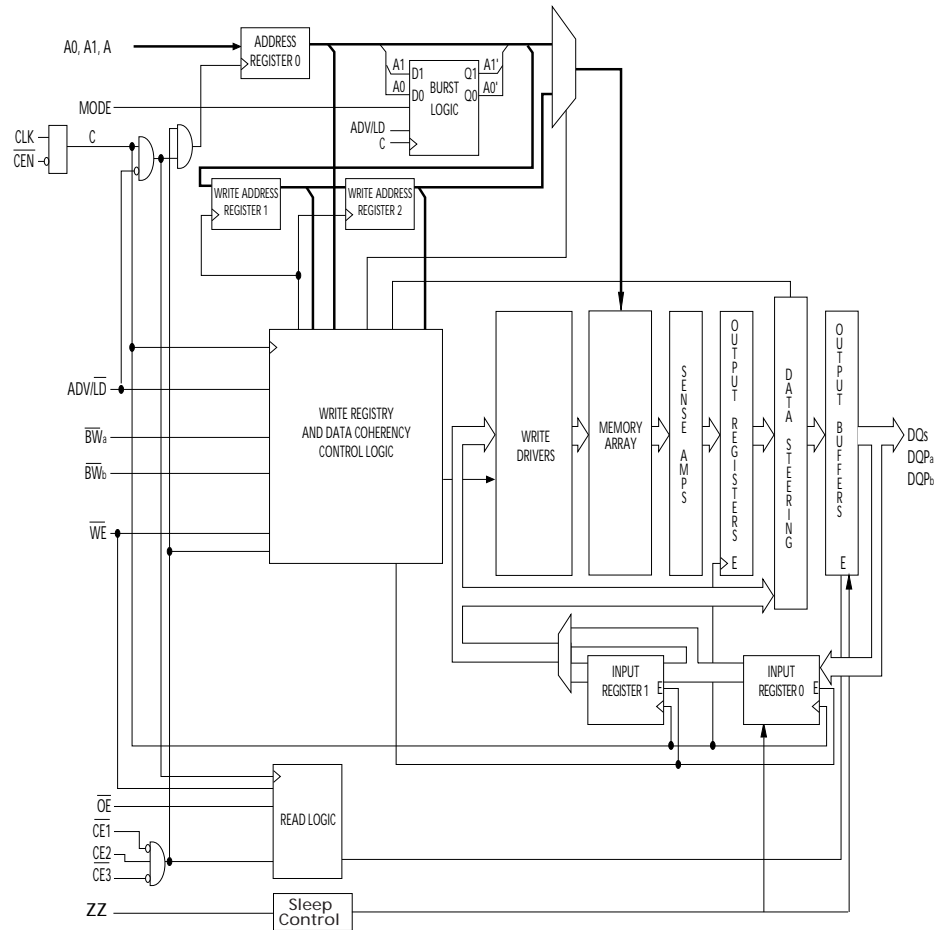 A0, A1, A
ADDRESS
REGISTER 0
A1
A0
D1
D0
BURST
LOGIC
Q1
Q0
A1'
A0'
MODE
ADV/LD
C
CLK
C
CEN
WRITE ADDRESS
REGISTER 1
WRITE ADDRESS
REGISTER 2
ADV/LD
BWa
BWb
WE
WRITE REGISTRY
AND DATA COHERENCY
CONTROL LOGIC
WRITE
DRIVERS
MEMORY
ARRAY
SENSE AMPS
OUTPUT REGISTERS
E
DATA STEERING
OUTPUT BUFFERS
E
DQs
DQPa
DQPb
INPUT
REGISTER 1
E
INPUT
REGISTER 0
E
OE
CE1
CE2
CE3
READ LOGIC
ZZ
Sleep
Control